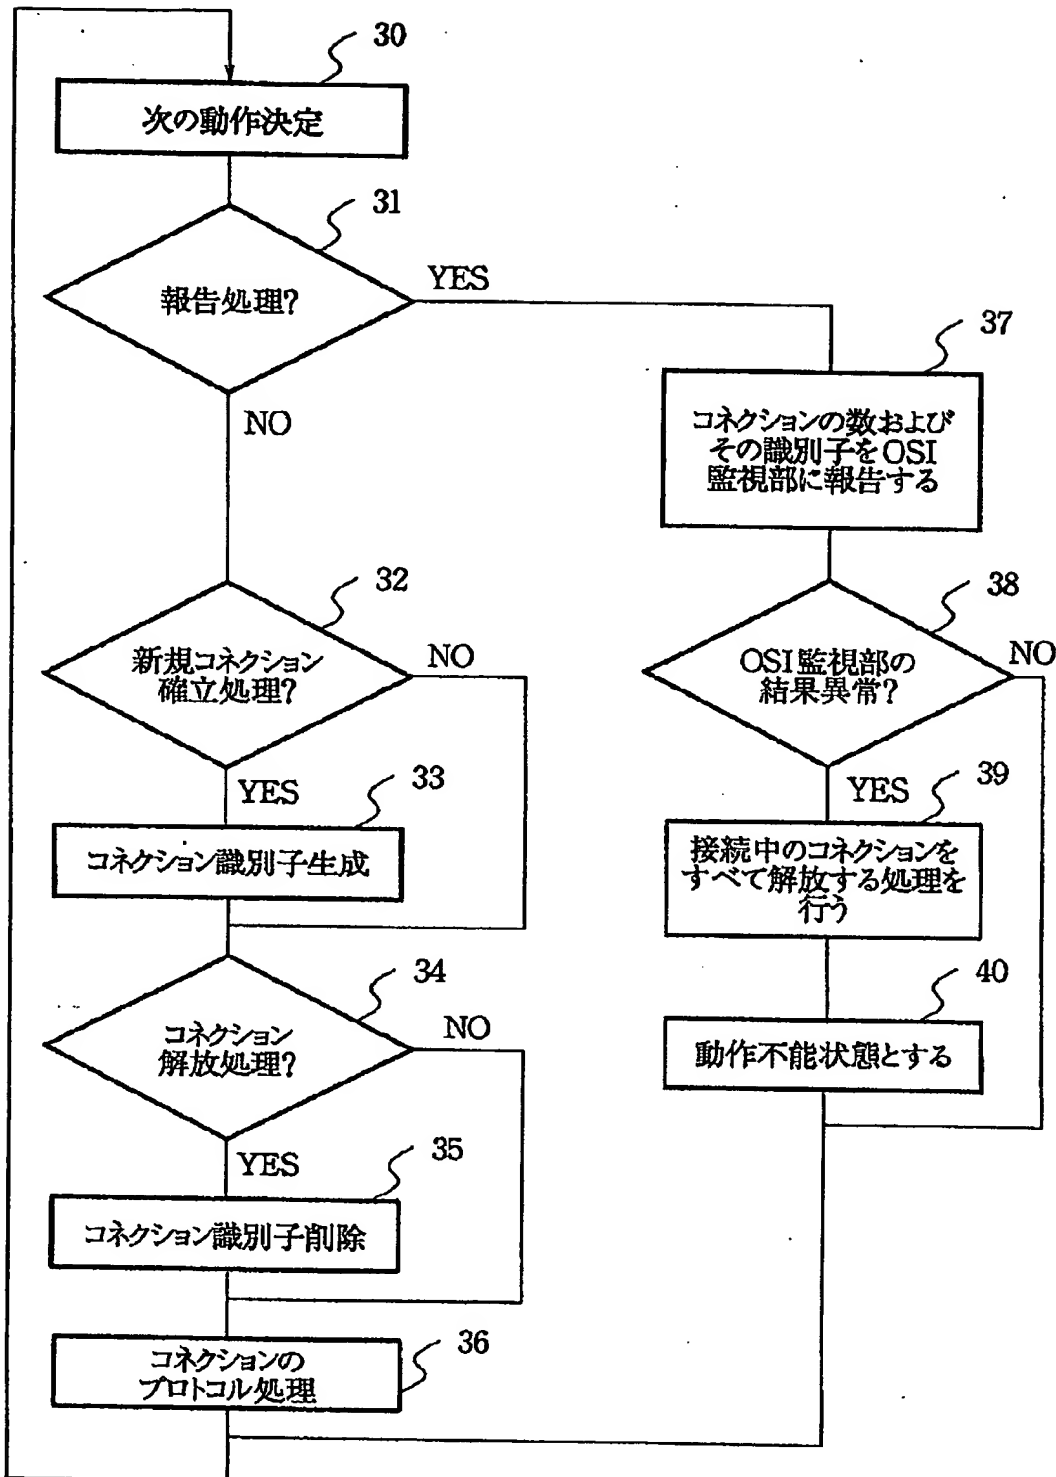 30
次の動作決定
31
報告処理?
YES
NO
37
コネクションの数および
その識別子をOSI
監視部に報告する
32
新規コネクション
確立処理?
NO
YES
38
OSI監視部の
結果異常?
NO
YES
33
コネクション識別子生成
39
接続中のコネクションを
すべて解放する処理を
行う
34
コネクション
解放処理?
NO
YES
40
動作不能状態とする
35
コネクション識別子削除
36
コネクションの
プロトコル処理